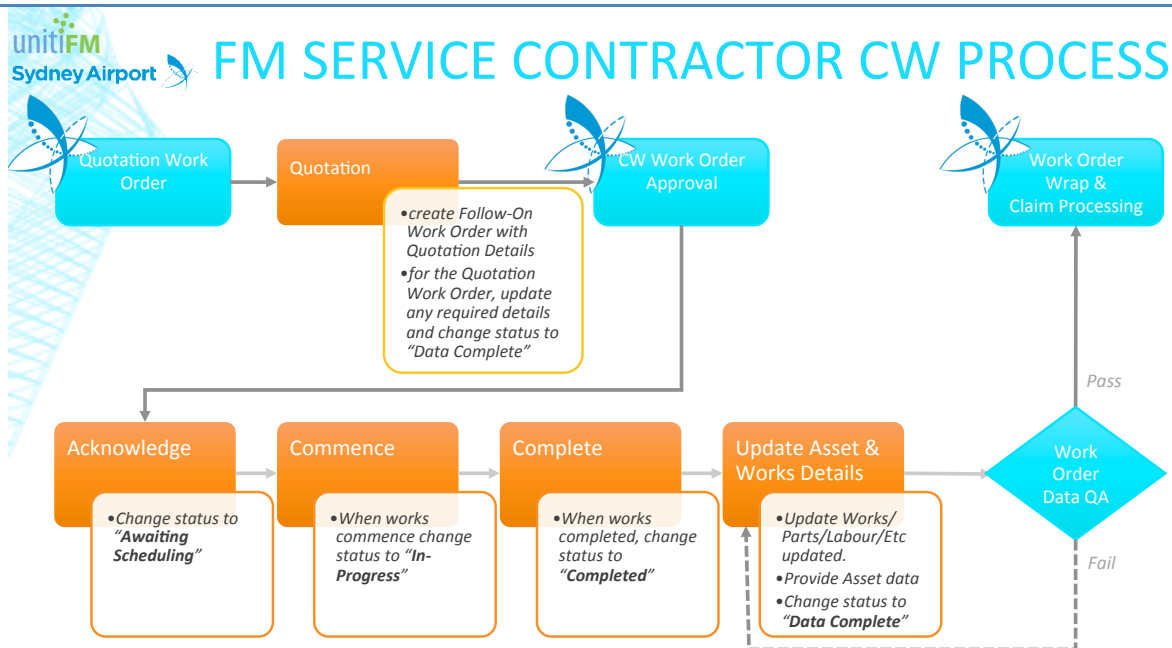 unitiFM
Sydney Airport
FM SERVICE CONTRACTOR CW PROCESS
Quotation Work
Order
Quotation
•create Follow-On
Work Order with
Quotation Details
•for the Quotation
Work Order, update
any required details
and change status to
“Data Complete”
CW Work Order
Approval
Work Order
Wrap &
Claim Processing
Pass
Acknowledge
•Change status to
“Awaiting
Scheduling”
Commence
•When works
commence change
status to “In-
Progress”
Complete
•When works
completed, change
status to
“Completed”
Update Asset &
Works Details
•Update Works/
Parts/Labour/Etc
updated.
•Provide Asset data
•Change status to
“Data Complete”
Work
Order
Data QA
Fail